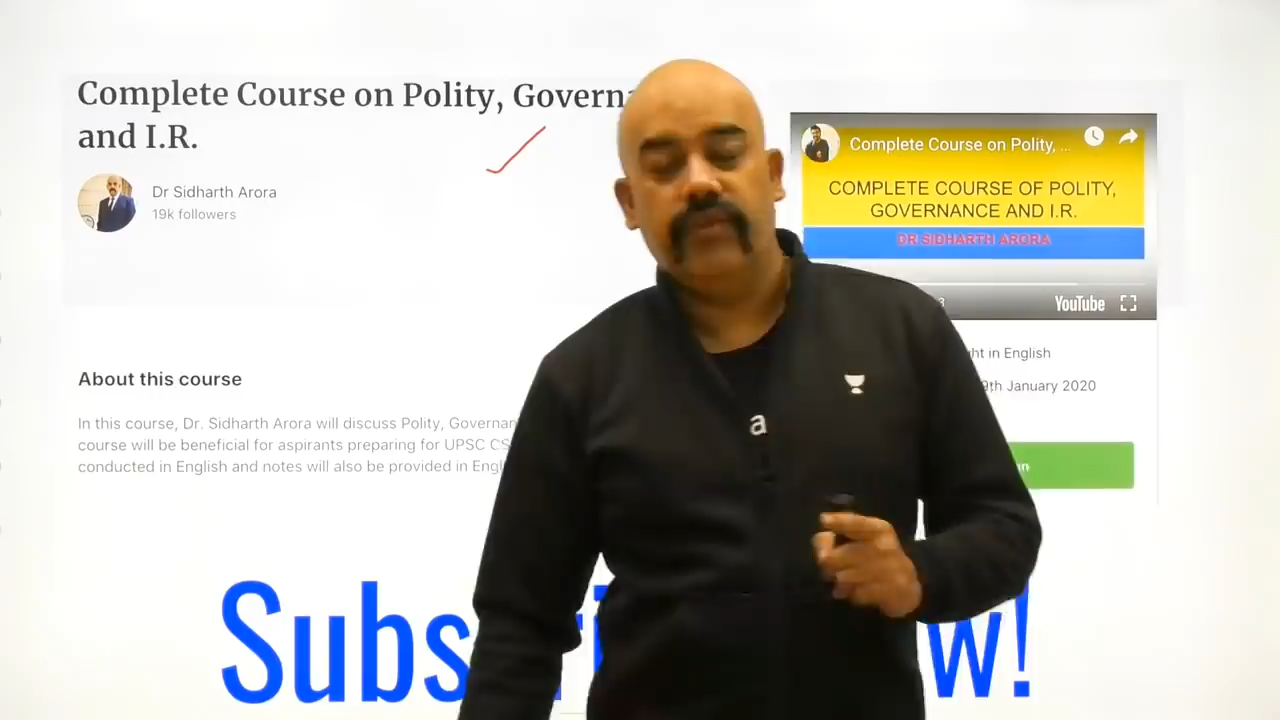 Complete Course on Polity, Govern
and I.R.
Dr Sidharth Arora
19k followers
Complete Course on Polity, ...
COMPLETE COURSE OF POLITY,
GOVERNANCE AND I.R.
DR SIDHARTH ARORA
YouTube
in English
9th January 2020
About this course
In this course, Dr. Sidharth Arora will discuss Polity, Governan
course will be beneficial for aspirants preparing for UPSC CS
conducted in English and notes will also be provided in Engl
a
Subs w!